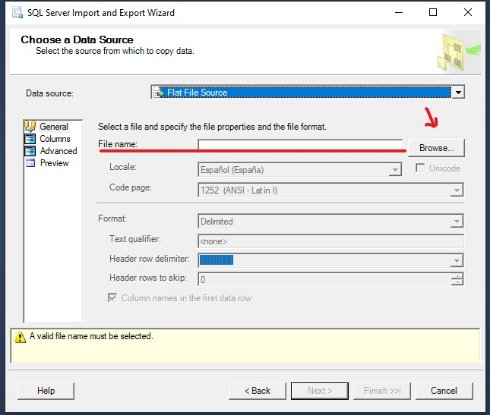 SQL Server Import and Export Wizard
Choose a Data Source
Select the source from which to copy data.
Data source: Flat File Source
General
Columns
Advanced
Preview
Select a file and specify the file properties and the file format.
File name: Browse...
Locale: Español (España) Unicode
Code page: 1252 (ANSI - Latin I)
Format: Delimited
Text qualifier: <none>
Header row delimiter: {CR}{LF}
Header rows to skip: 0
Column names in the first data row
A valid file name must be selected.
Help < Back Next > Finish >>| Cancel